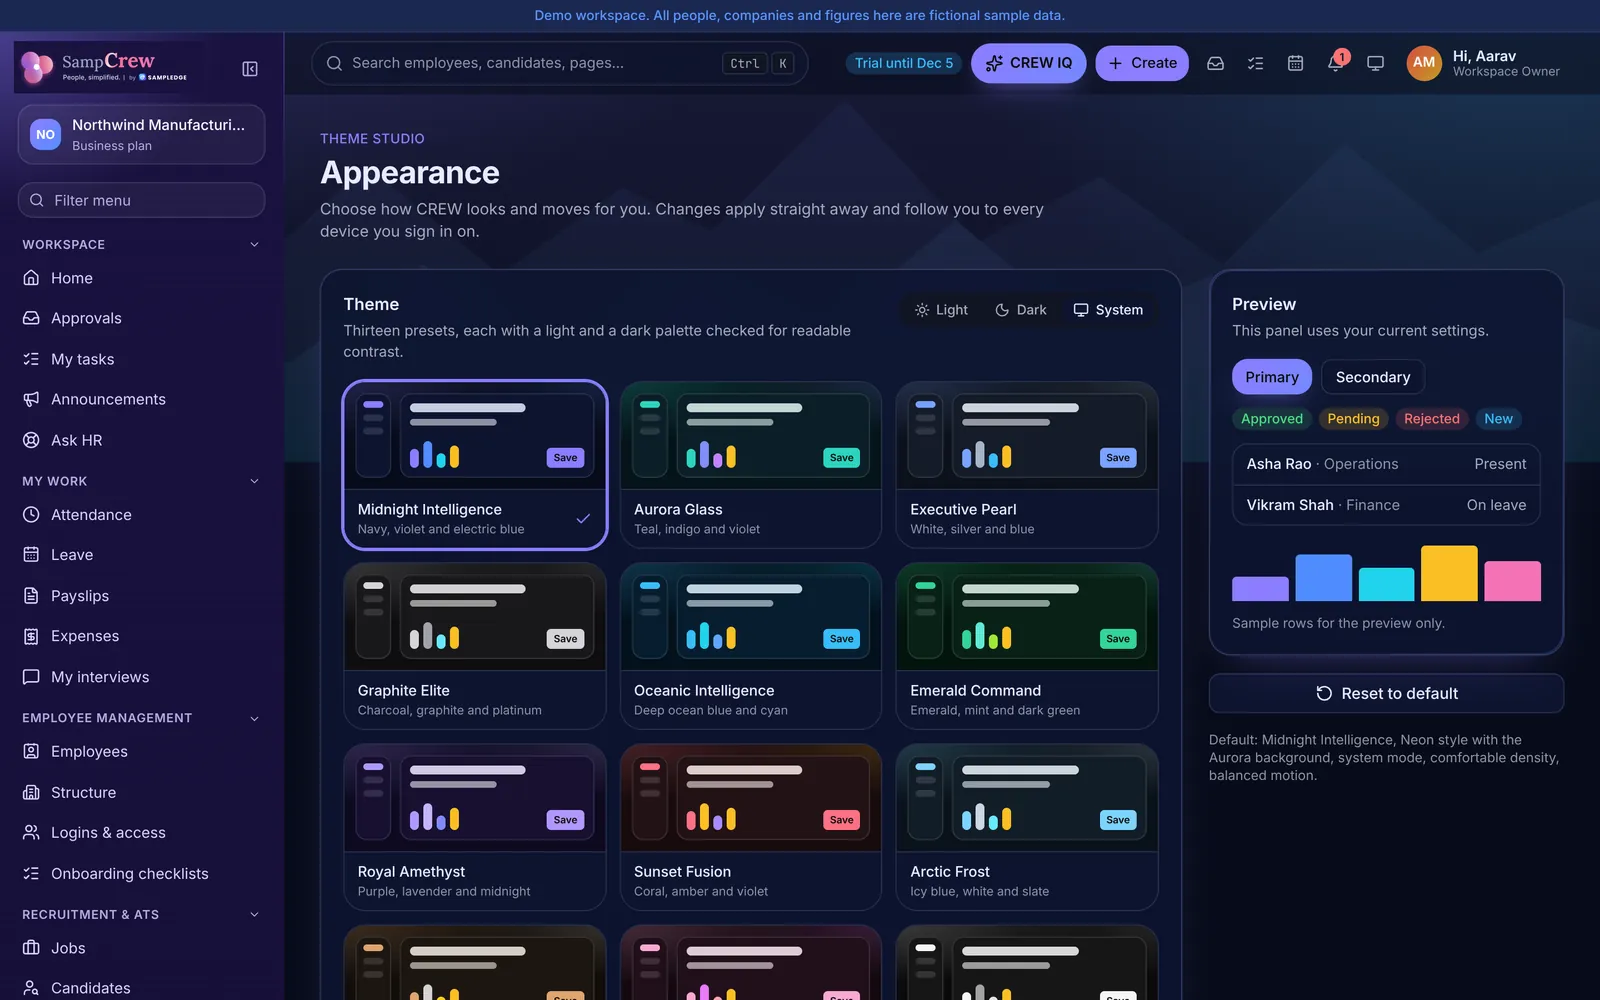 Demo workspace. All people, companies and figures here are fictional sample data.
SampCrew
People, simplified. | by SAMPLEDGE
Search employees, candidates, pages...
Ctrl K
Trial until Dec 5
CREW IQ
Create
1
AM
Hi, Aarav
Workspace Owner
NO
Northwind Manufacturi...
Business plan
Filter menu
WORKSPACE
Home
Approvals
My tasks
Announcements
Ask HR
MY WORK
Attendance
Leave
Payslips
Expenses
My interviews
EMPLOYEE MANAGEMENT
Employees
Structure
Logins & access
Onboarding checklists
RECRUITMENT & ATS
Jobs
Candidates
THEME STUDIO
Appearance
Choose how CREW looks and moves for you. Changes apply straight away and follow you to every
device you sign in on.
Theme
Thirteen presets, each with a light and a dark palette checked for readable
contrast.
Light
Dark
System
Save
Midnight Intelligence
Navy, violet and electric blue
Save
Aurora Glass
Teal, indigo and violet
Save
Executive Pearl
White, silver and blue
Save
Graphite Elite
Charcoal, graphite and platinum
Save
Oceanic Intelligence
Deep ocean blue and cyan
Save
Emerald Command
Emerald, mint and dark green
Save
Royal Amethyst
Purple, lavender and midnight
Save
Sunset Fusion
Coral, amber and violet
Save
Arctic Frost
Icy blue, white and slate
Preview
This panel uses your current settings.
Primary
Secondary
Approved
Pending
Rejected
New
Asha Rao · Operations
Present
Vikram Shah · Finance
On leave
Sample rows for the preview only.
Reset to default
Default: Midnight Intelligence, Neon style with the
Aurora background, system mode, comfortable density,
balanced motion.